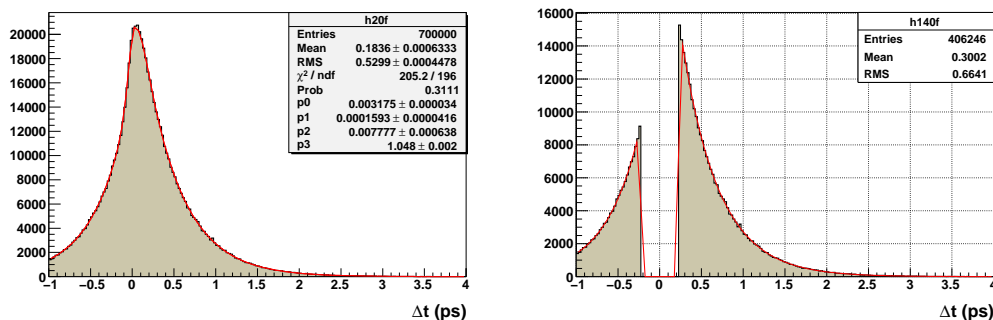 h20f
Entries 700000
Mean 0.1836 ± 0.0006333
RMS 0.5299 ± 0.0004478
χ² / ndf 205.2 / 196
Prob 0.3111
p0 0.003175 ± 0.000034
p1 0.0001593 ± 0.0000416
p2 0.007777 ± 0.000638
p3 1.048 ± 0.002
20000
18000
16000
14000
12000
10000
8000
6000
4000
2000
0
−1 −0.5 0 0.5 1 1.5 2 2.5 3 3.5 4
Δt (ps)
h140f
Entries 406246
Mean 0.3002
RMS 0.6641
16000
14000
12000
10000
8000
6000
4000
2000
0
−1 −0.5 0 0.5 1 1.5 2 2.5 3 3.5 4
Δt (ps)